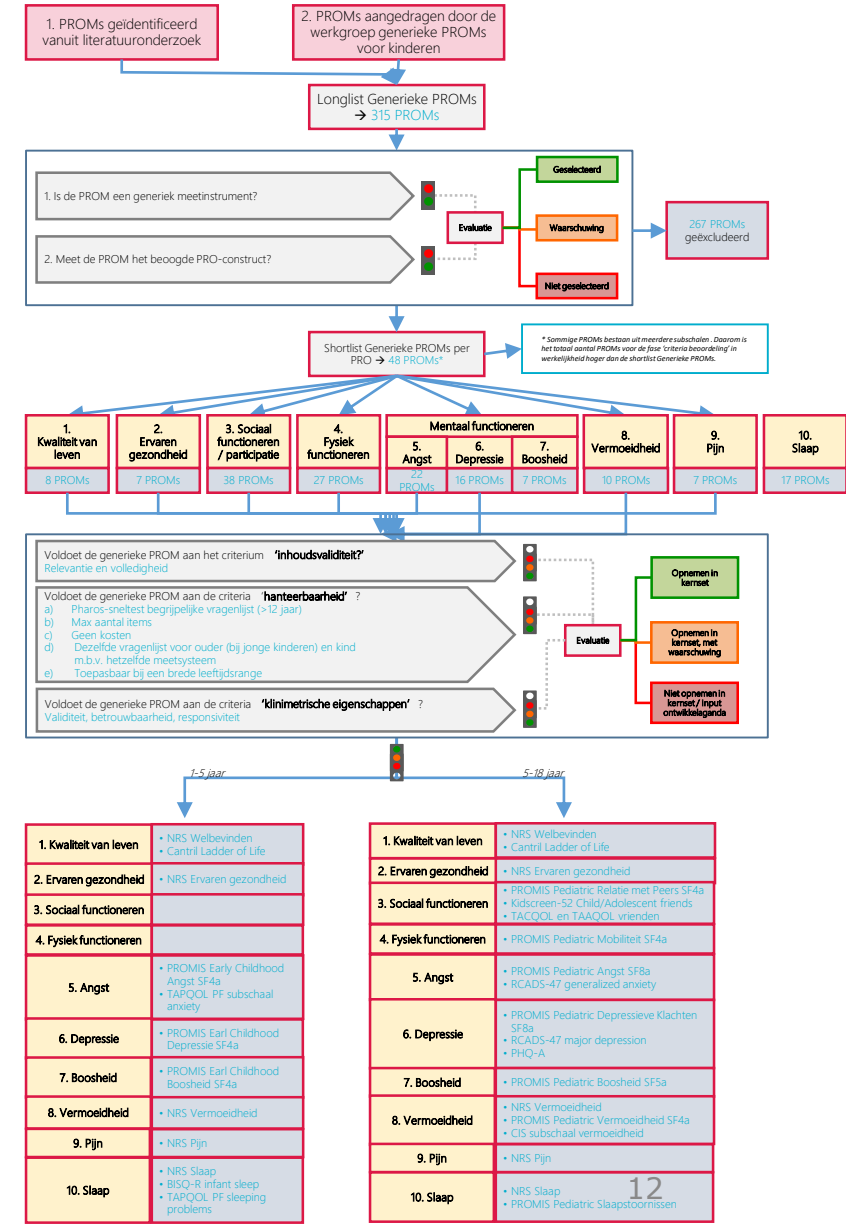 1. PROMs geïdentificeerd
vanuit literatuuronderzoek
2. PROMs aangedragen door de
werkgroep generieke PROMs
voor kinderen
Longlist Generieke PROMs
→ 315 PROMs
1. Is de PROM een generiek meetinstrument?
2. Meet de PROM het beoogde PRO-construct?
Evaluatie
Geselecteerd
Waarschuwing
Niet geselecteerd
267 PROMs
geëxcludeerd
Shortlist Generieke PROMs per
PRO → 48 PROMs*
* Sommige PROMs bestaan uit meerdere subschalen . Daarom is
het totaal aantal PROMs voor de fase ‘criteria beoordeling’ in
werkelijkheid hoger dan de shortlist Generieke PROMs.
1.
Kwaliteit van
leven
8 PROMs
2.
Ervaren
gezondheid
7 PROMs
3. Sociaal
functioneren
/ participatie
38 PROMs
4.
Fysiek
functioneren
27 PROMs
Mentaal functioneren
5.
Angst
22
PROMs
6.
Depressie
16 PROMs
7.
Boosheid
7 PROMs
8.
Vermoeidheid
10 PROMs
9.
Pijn
7 PROMs
10.
Slaap
17 PROMs
Voldoet de generieke PROM aan het criterium ‘inhoudsvaliditeit?’
Relevantie en volledigheid
Voldoet de generieke PROM aan de criteria ‘hanteerbaarheid’ ?
a) Pharos-sneltest begrijpelijke vragenlijst (>12 jaar)
b) Max aantal items
c) Geen kosten
d) Dezelfde vragenlijst voor ouder (bij jonge kinderen) en kind
m.b.v. hetzelfde meetsysteem
e) Toepasbaar bij een brede leeftijdsrange
Voldoet de generieke PROM aan de criteria ‘klinimetrische eigenschappen’ ?
Validiteit, betrouwbaarheid, responsiviteit
Evaluatie
Opnemen in
kernset
Opnemen in
kernset, met
waarschuwing
Niet opnemen in
kernset / input
ontwikkelaganda
1-5 jaar
5-18 jaar
1. Kwaliteit van leven
• NRS Welbevinden
• Cantril Ladder of Life
2. Ervaren gezondheid
• NRS Ervaren gezondheid
3. Sociaal functioneren
4. Fysiek functioneren
5. Angst
• PROMIS Early Childhood
Angst SF4a
• TAPQOL PF subschaal
anxiety
6. Depressie
• PROMIS Earl Childhood
Depressie SF4a
7. Boosheid
• PROMIS Earl Childhood
Boosheid SF4a
8. Vermoeidheid
• NRS Vermoeidheid
9. Pijn
• NRS Pijn
10. Slaap
• NRS Slaap
• BISQ-R infant sleep
• TAPQOL PF sleeping
problems
1. Kwaliteit van leven
• NRS Welbevinden
• Cantril Ladder of Life
2. Ervaren gezondheid
• NRS Ervaren gezondheid
3. Sociaal functioneren
• PROMIS Pediatric Relatie met Peers SF4a
• Kidscreen-52 Child/Adolescent friends
• TACQOL en TAAQOL vrienden
4. Fysiek functioneren
• PROMIS Pediatric Mobiliteit SF4a
5. Angst
• PROMIS Pediatric Angst SF8a
• RCADS-47 generalized anxiety
6. Depressie
• PROMIS Pediatric Depressieve Klachten
SF8a
• RCADS-47 major depression
• PHQ-A
7. Boosheid
• PROMIS Pediatric Boosheid SF5a
8. Vermoeidheid
• NRS Vermoeidheid
• PROMIS Pediatric Vermoeidheid SF4a
• CIS subschaal vermoeidheid
9. Pijn
• NRS Pijn
10. Slaap
• NRS Slaap
• PROMIS Pediatric Slaapstoornissen
12